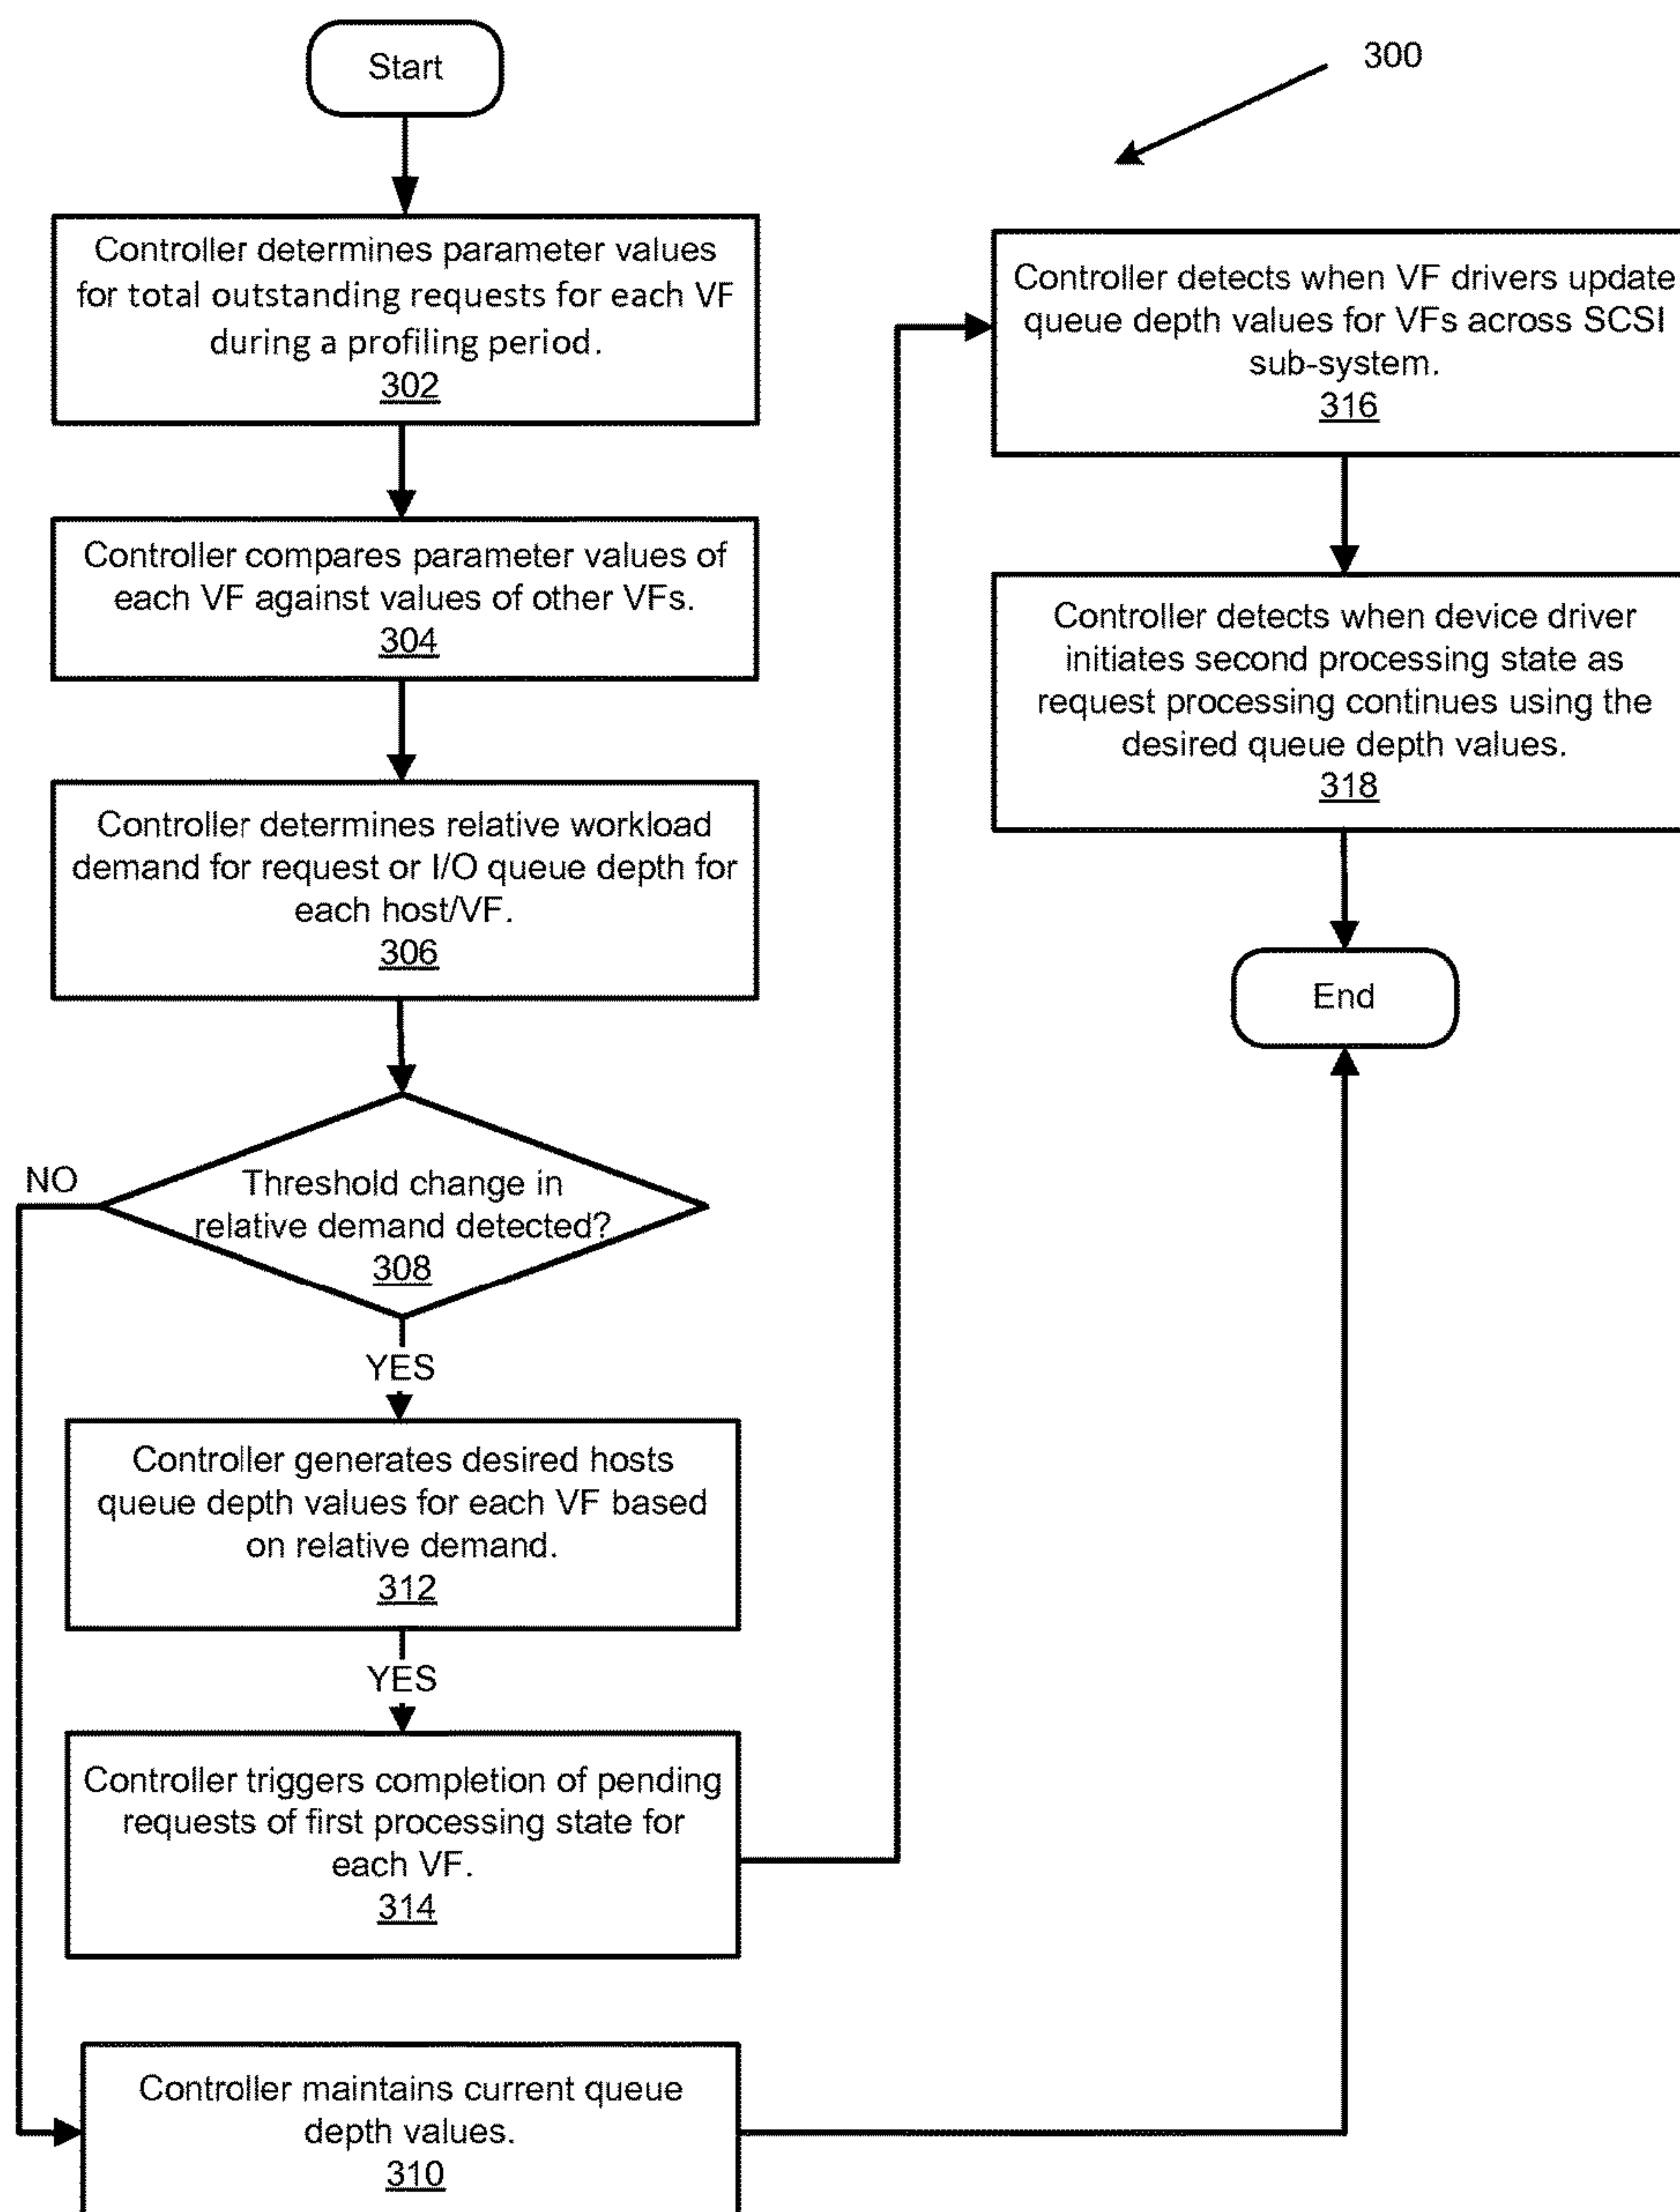 Start
300
Controller determines parameter values
for total outstanding requests for each VF
during a profiling period.
302
Controller compares parameter values of
each VF against values of other VFs.
304
Controller determines relative workload
demand for request or I/O queue depth for
each host/VF.
306
Threshold change in
relative demand detected?
308
NO
YES
Controller generates desired hosts
queue depth values for each VF based
on relative demand.
312
YES
Controller triggers completion of pending
requests of first processing state for
each VF.
314
Controller maintains current queue
depth values.
310
Controller detects when VF drivers update
queue depth values for VFs across SCSI
sub-system.
316
Controller detects when device driver
initiates second processing state as
request processing continues using the
desired queue depth values.
318
End